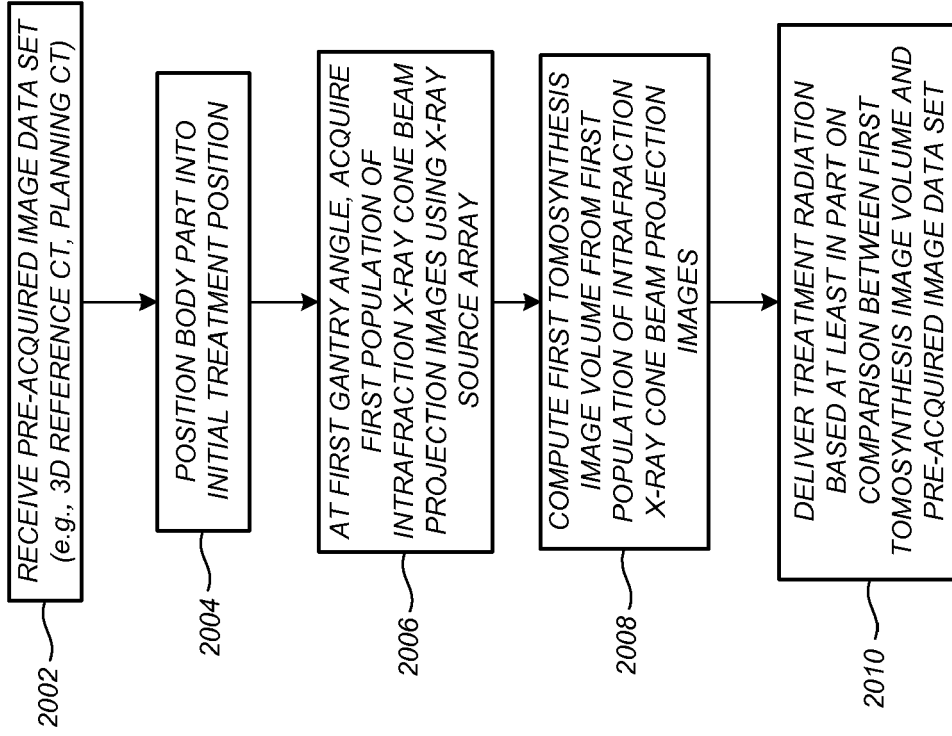 RECEIVE PRE-ACQUIRED IMAGE DATA SET
(e.g., 3D REFERENCE CT, PLANNING CT)
2002
POSITION BODY PART INTO
INITIAL TREATMENT POSITION
2004
AT FIRST GANTRY ANGLE, ACQUIRE
FIRST POPULATION OF
INTRAFRACTION X-RAY CONE BEAM
PROJECTION IMAGES USING X-RAY
SOURCE ARRAY
2006
COMPUTE FIRST TOMOSYNTHESIS
IMAGE VOLUME FROM FIRST
POPULATION OF INTRAFRACTION
X-RAY CONE BEAM PROJECTION
IMAGES
2008
DELIVER TREATMENT RADIATION
BASED AT LEAST IN PART ON
COMPARISON BETWEEN FIRST
TOMOSYNTHESIS IMAGE VOLUME AND
PRE-ACQUIRED IMAGE DATA SET
2010